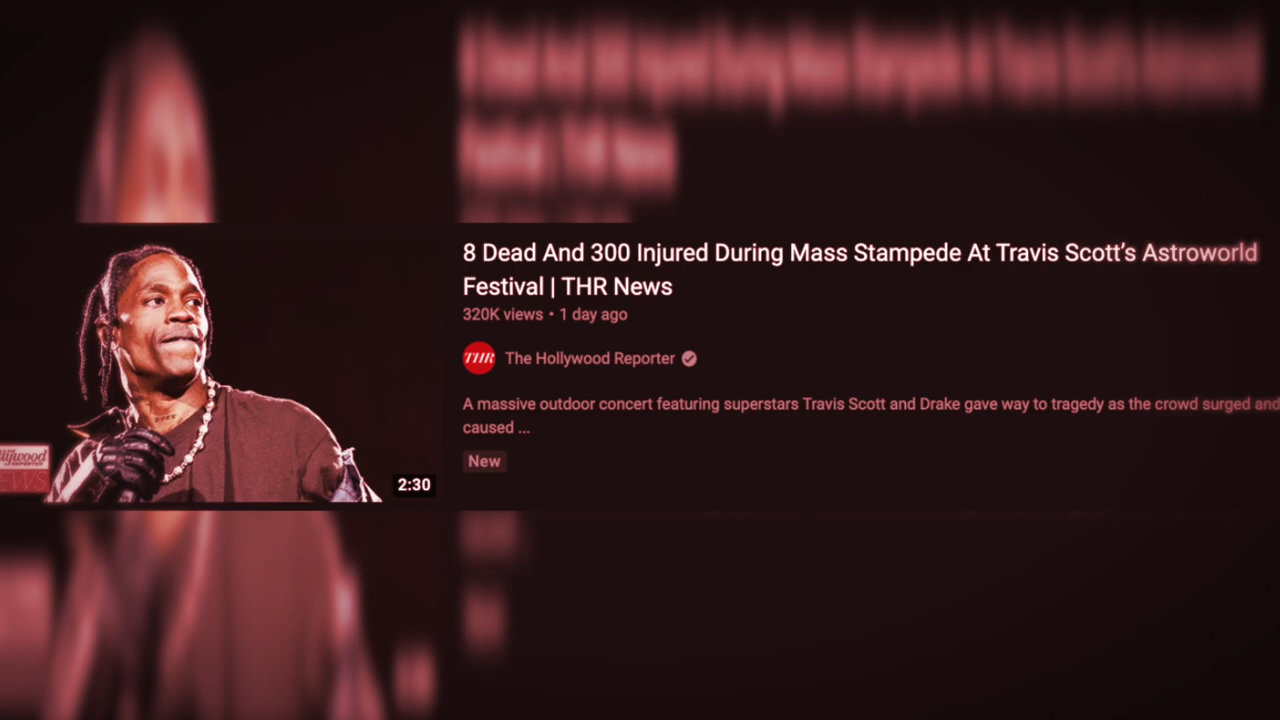 8 Dead And 300 Injured During Mass Stampede At Travis Scott’s Astroworld
Festival | THR News
320K views • 1 day ago
THR
The Hollywood Reporter
A massive outdoor concert featuring superstars Travis Scott and Drake gave way to tragedy as the crowd surged and
caused ...
New
2:30